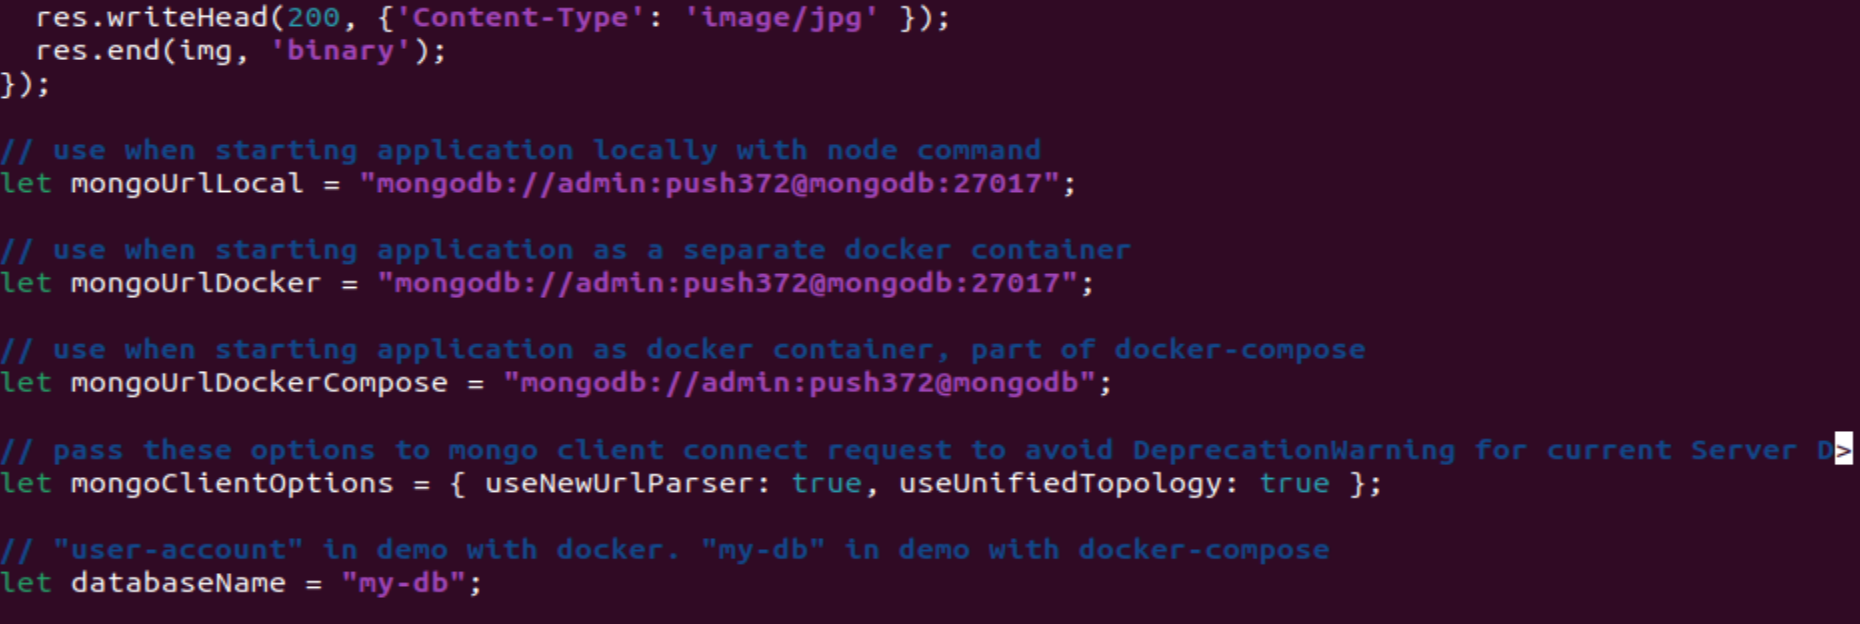 res.writeHead(200, {'Content-Type': 'image/jpg' });
res.end(img, 'binary');
});
// use when starting application locally with node command
let mongoUrlLocal = "mongodb://admin:push372@mongodb:27017";
// use when starting application as a separate docker container
let mongoUrlDocker = "mongodb://admin:push372@mongodb:27017";
// use when starting application as docker container, part of docker-compose
let mongoUrlDockerCompose = "mongodb://admin:push372@mongodb";
// pass these options to mongo client connect request to avoid DeprecationWarning for current Server D>
let mongoClientOptions = { useNewUrlParser: true, useUnifiedTopology: true };
// "user-account" in demo with docker. "my-db" in demo with docker-compose
let databaseName = "my-db";